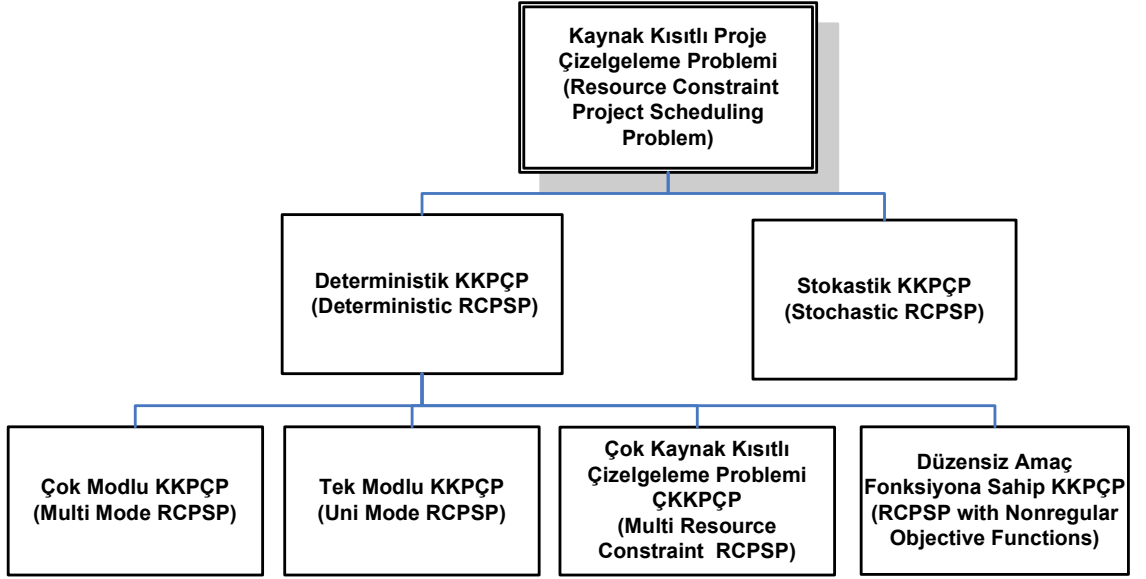 Kaynak Kısıtlı Proje
Çizelgeleme Problemi
(Resource Constraint
Project Scheduling
Problem)
Deterministik KKPÇP
(Deterministic RCPSP)
Stokastik KKPÇP
(Stochastic RCPSP)
Çok Modlu KKPÇP
(Multi Mode RCPSP)
Tek Modlu KKPÇP
(Uni Mode RCPSP)
Çok Kaynak Kısıtlı
Çizelgeleme Problemi
ÇKKPÇP
(Multi Resource
Constraint RCPSP)
Düzensiz Amaç
Fonksiyona Sahip KKPÇP
(RCPSP with Nonregular
Objective Functions)